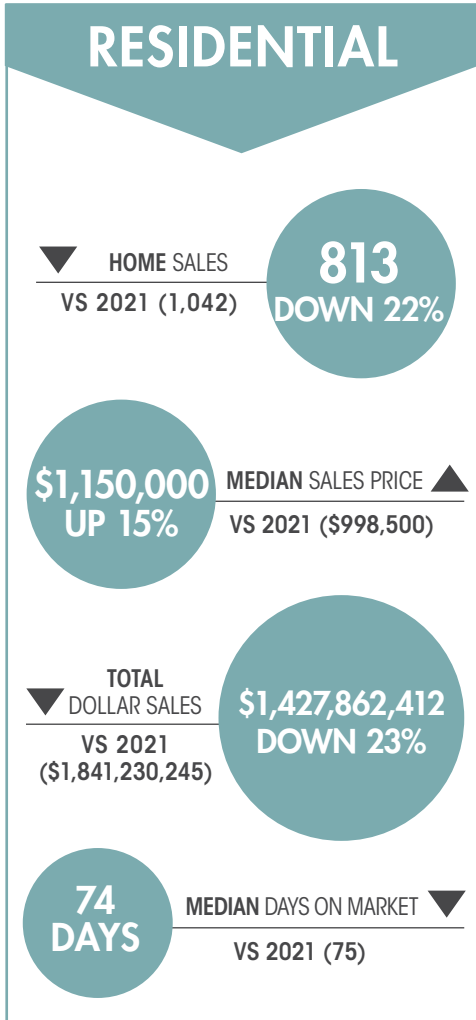 RESIDENTIAL
HOME SALES
VS 2021 (1,042)
813
DOWN 22%
$1,150,000
UP 15%
MEDIAN SALES PRICE
VS 2021 ($998,500)
TOTAL
DOLLAR SALES
VS 2021
($1,841,230,245)
$1,427,862,412
DOWN 23%
74
DAYS
MEDIAN DAYS ON MARKET
VS 2021 (75)